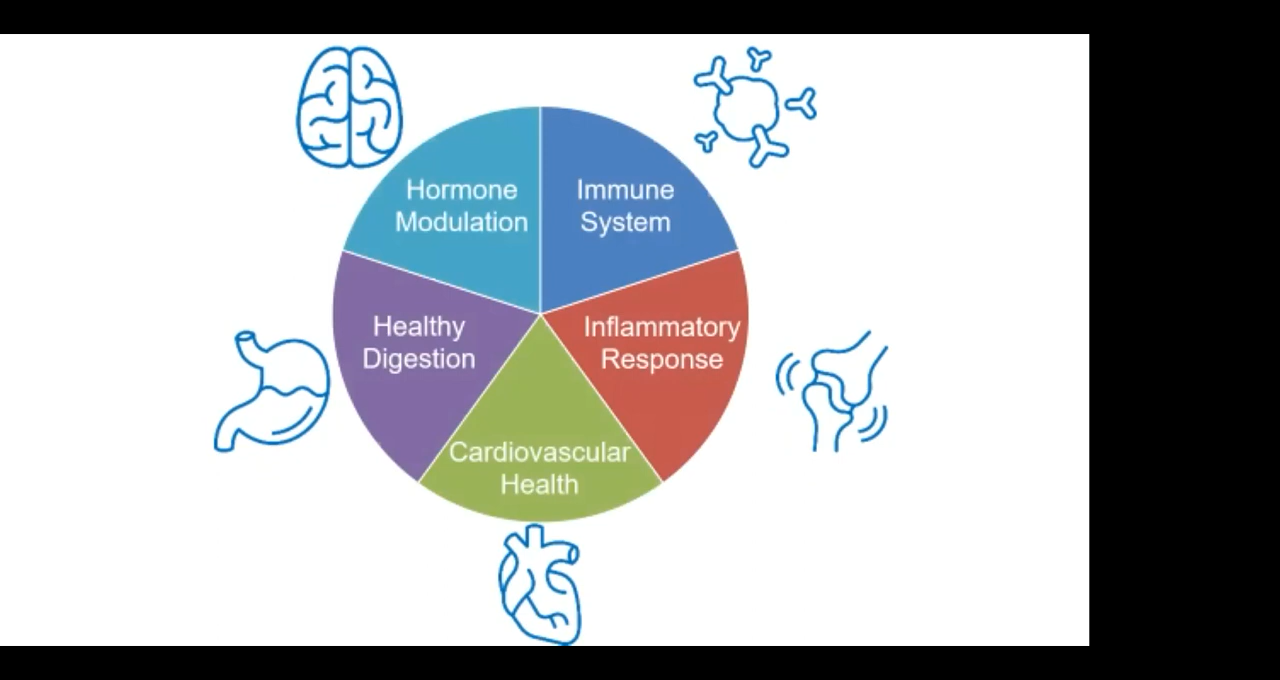 Hormone
Modulation
Immune
System
Healthy
Digestion
Inflammatory
Response
Cardiovascular
Health